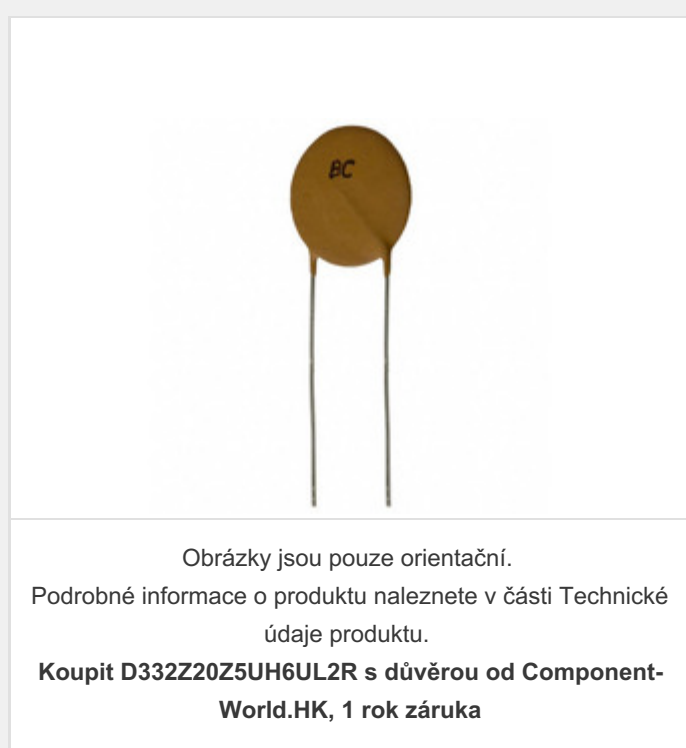 BC
Obrázky jsou pouze orientační.
Podrobné informace o produktu naleznete v části Technické
údaje produktu.
Koupit D332Z20Z5UH6UL2R s důvěrou od Component-
World.HK, 1 rok záruka